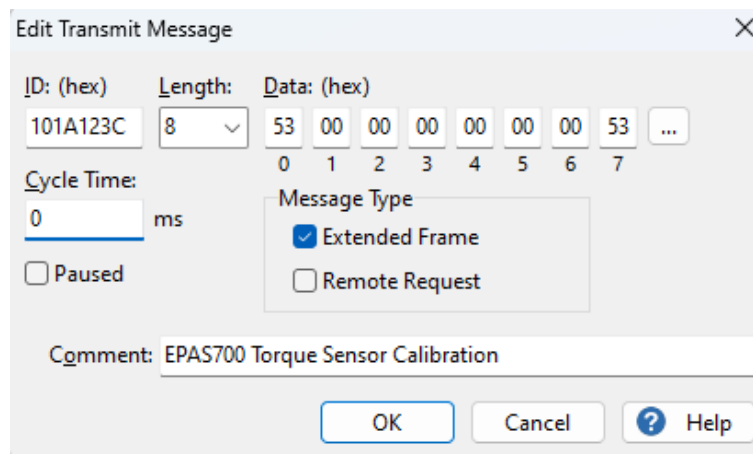 Edit Transmit Message
ID: (hex) Length: Data: (hex)
101A123C 8 53 00 00 00 00 00 00 53 ...
0 1 2 3 4 5 6 7
Cycle Time:
Message Type
0 ms
Extended Frame
Paused
Remote Request
Comment: EPAS700 Torque Sensor Calibration
OK Cancel ? Help